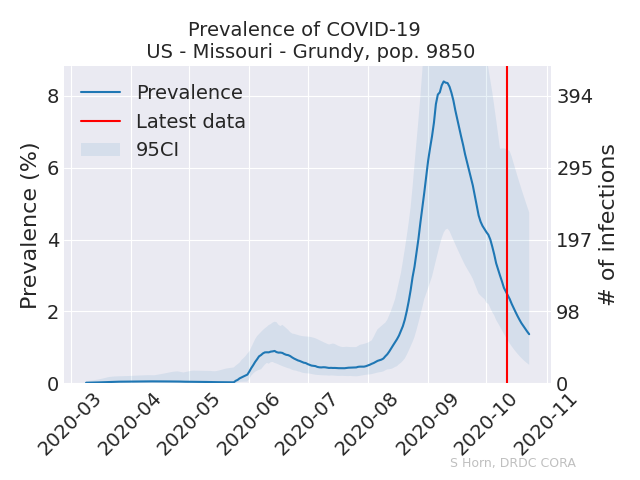 Prevalence of COVID-19
US - Missouri - Grundy, pop. 9850
Prevalence
Latest data
95CI
Prevalence (%)
8
6
4
2
0
394
295
197
98
0
# of infections
2020-03
2020-04
2020-05
2020-06
2020-07
2020-08
2020-09
2020-10
2020-11
S Horn, DRDC CORA